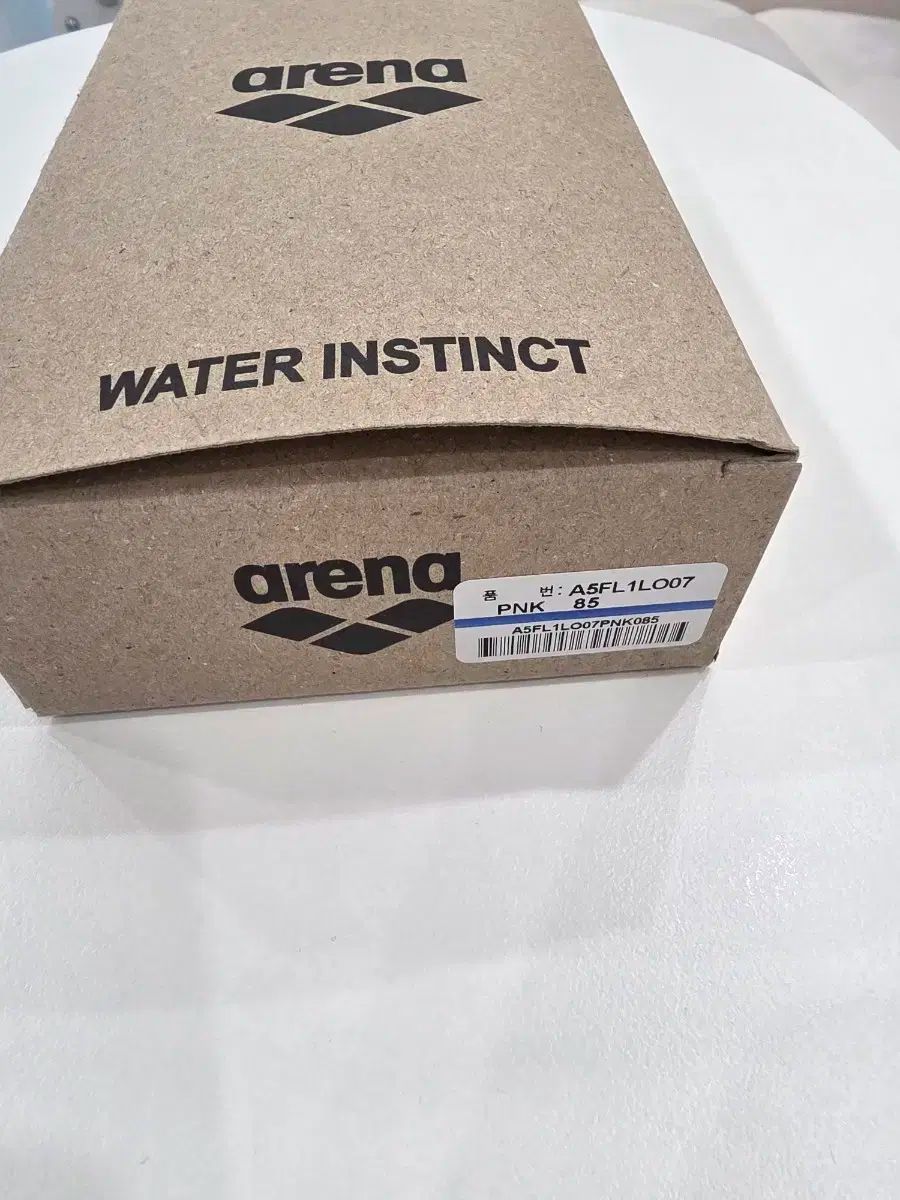 arena
WATER INSTINCT
arena
품 번: A5FL1LO07
PNK 85
A5FL1LO07PNK085